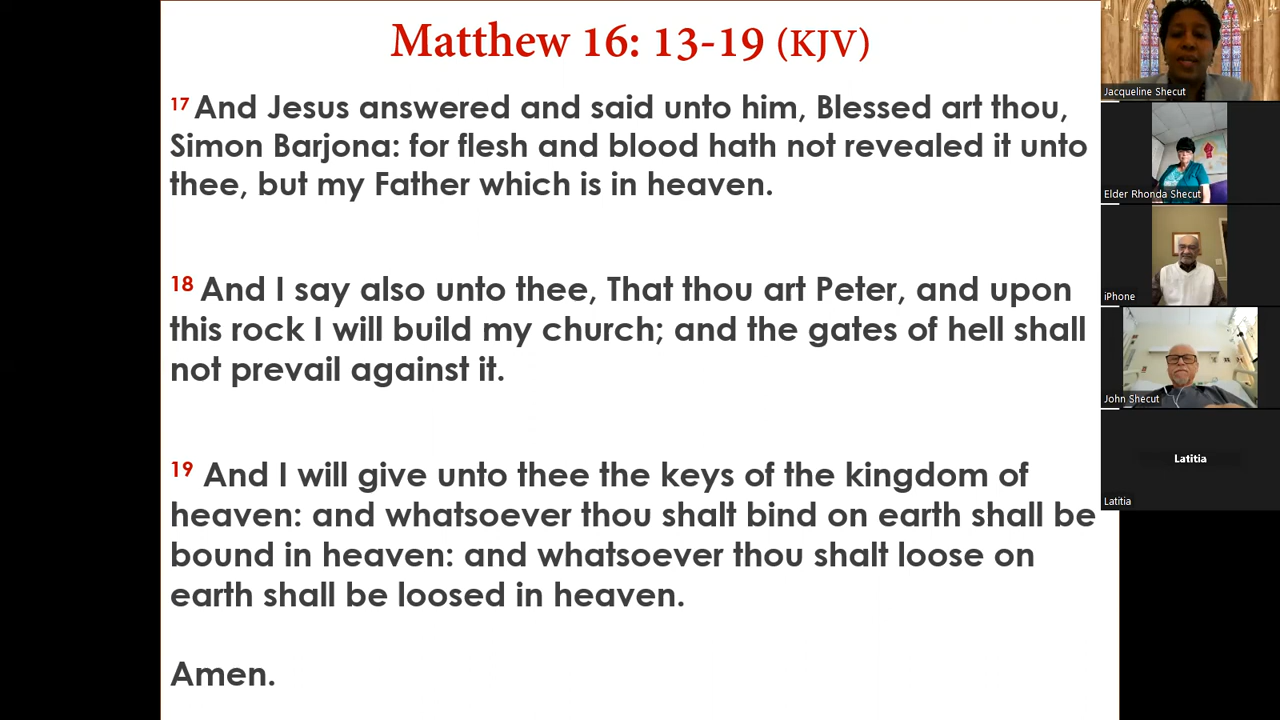 Matthew 16: 13-19 (KJV)
17 And Jesus answered and said unto him, Blessed art thou,
Simon Barjona: for flesh and blood hath not revealed it unto
thee, but my Father which is in heaven.
18 And I say also unto thee, That thou art Peter, and upon
this rock I will build my church; and the gates of hell shall
not prevail against it.
19 And I will give unto thee the keys of the kingdom of
heaven: and whatsoever thou shalt bind on earth shall be
bound in heaven: and whatsoever thou shalt loose on
earth shall be loosed in heaven.
Amen.
Jacqueline Shecut
Elder Rhonda Shecut
iPhone
John Shecut
Latitia
Latitia